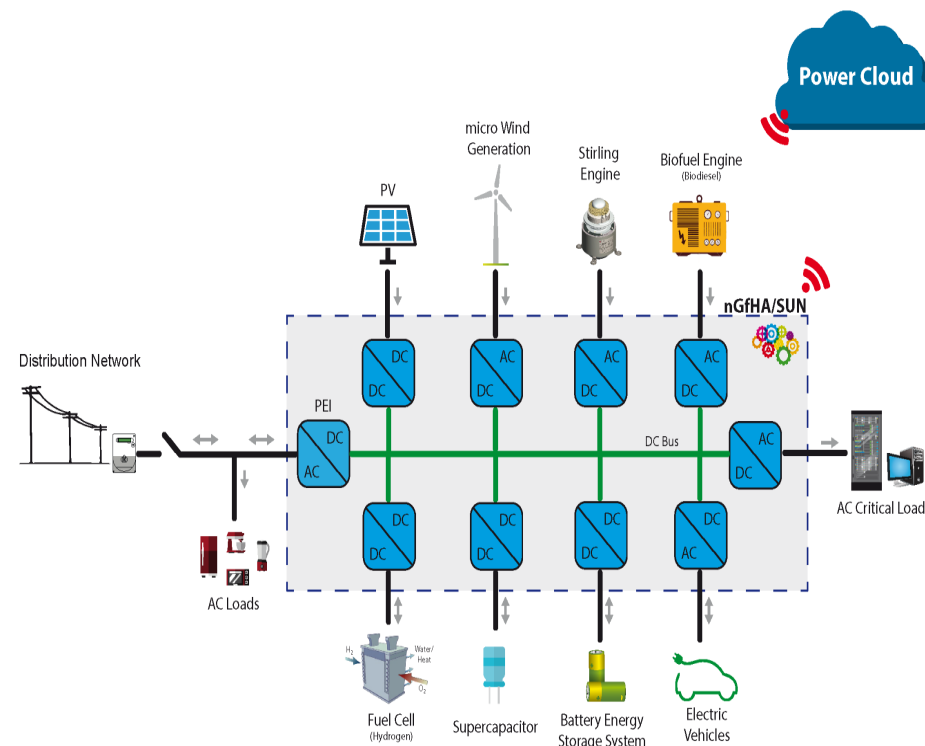 Power Cloud
micro Wind
Generation
Stirling
Engine
Biofuel Engine
(Biodiesel)
PV
nGfHA/SUN
Distribution Network
DC
DC
AC
DC
AC
DC
AC
DC
PEI
DC
AC
DC Bus
AC
DC
DC
DC
DC
DC
DC
DC
DC
AC
AC Critical Load
AC Loads
H2
Water/
Heat
O2
Fuel Cell
(Hydrogen)
Supercapacitor
Battery Energy
Storage System
Electric
Vehicles